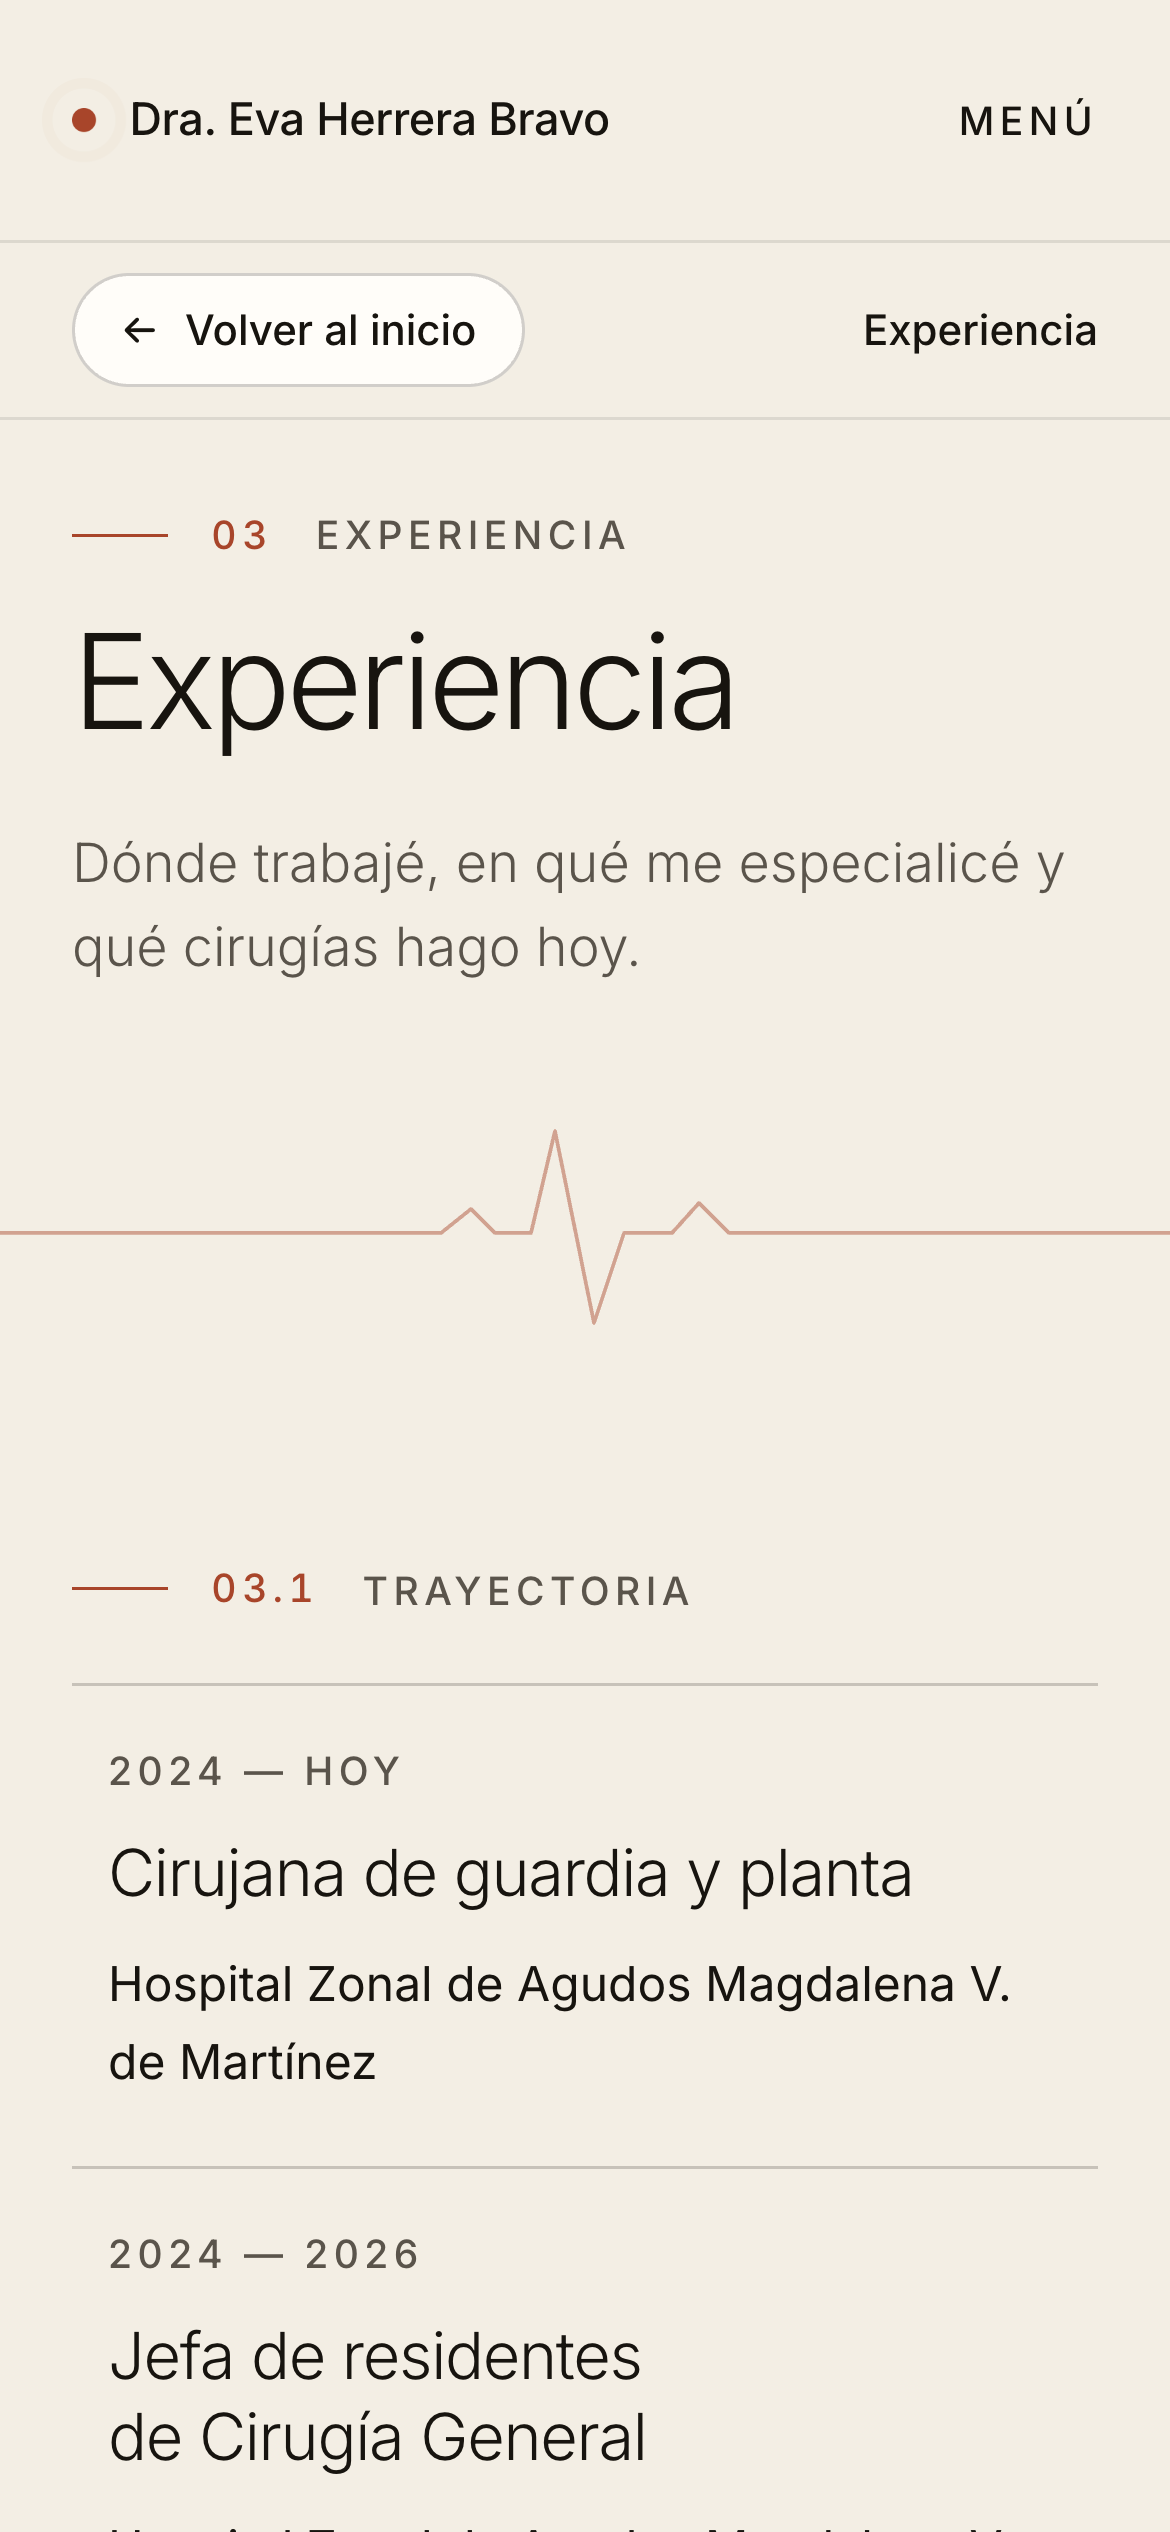 Dra. Eva Herrera Bravo
MENÚ
← Volver al inicio
Experiencia
03 EXPERIENCIA
Experiencia
Dónde trabajé, en qué me especialicé y
qué cirugías hago hoy.
03.1 TRAYECTORIA
2024 — HOY
Cirujana de guardia y planta
Hospital Zonal de Agudos Magdalena V.
de Martínez
2024 — 2026
Jefa de residentes
de Cirugía General